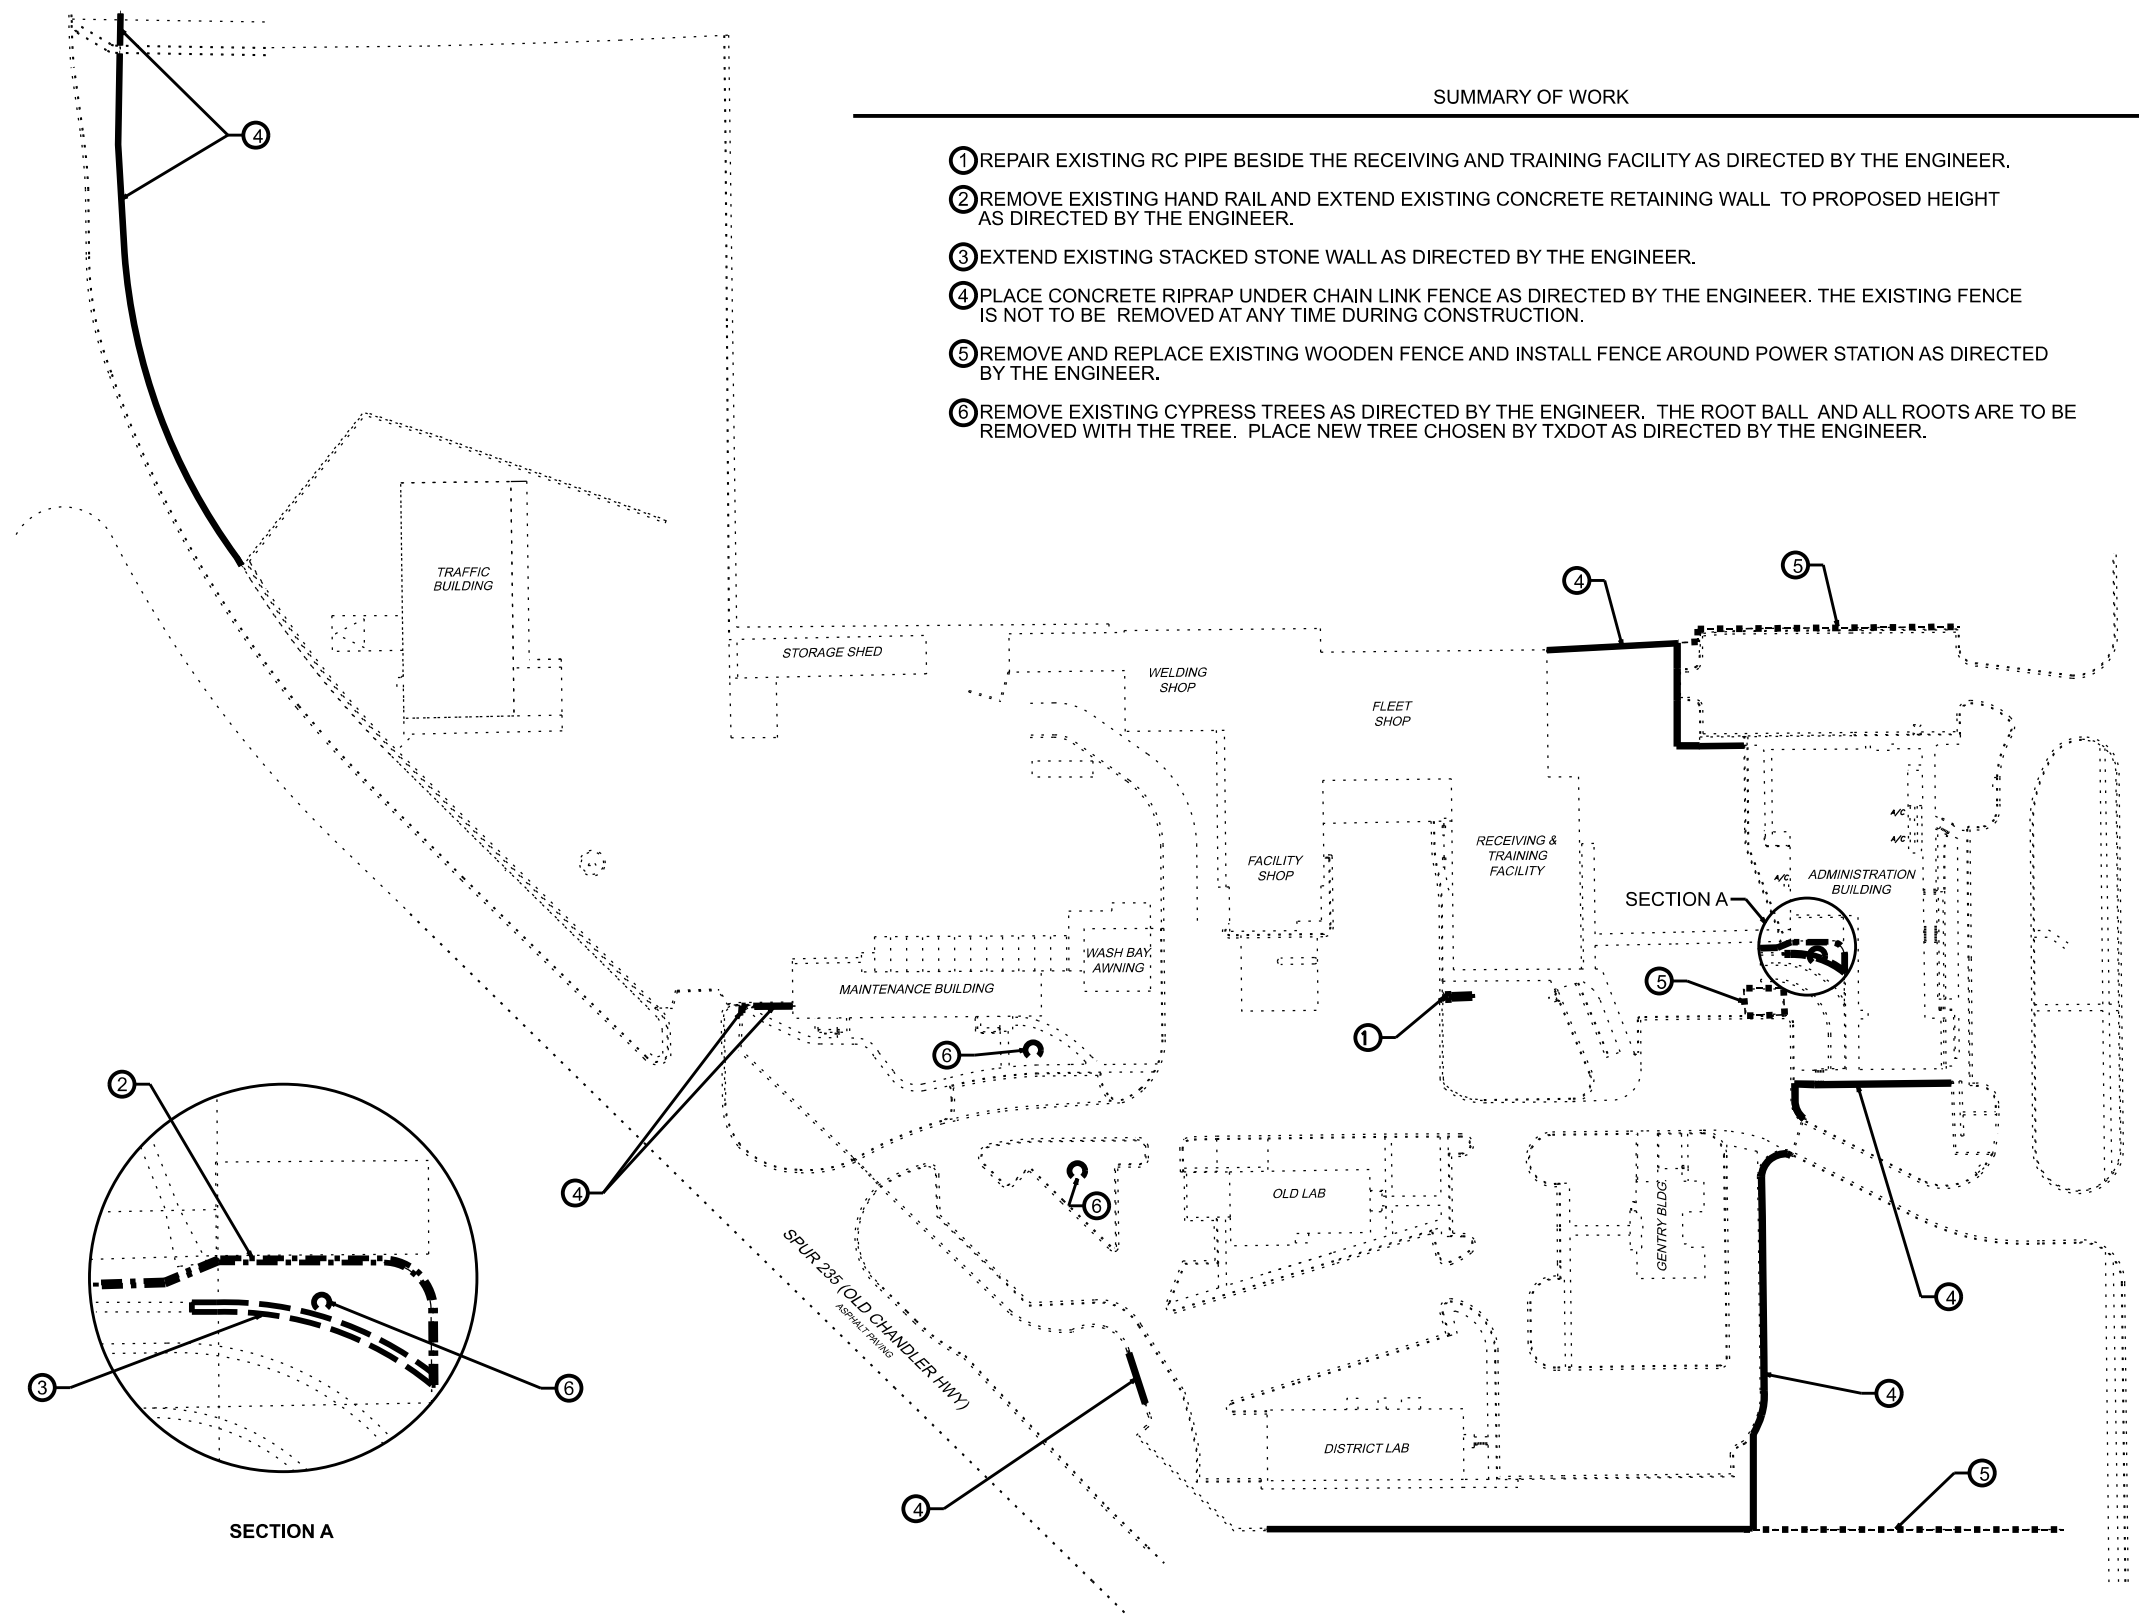 SUMMARY OF WORK
1 REPAIR EXISTING RC PIPE BESIDE THE RECEIVING AND TRAINING FACILITY AS DIRECTED BY THE ENGINEER.
2 REMOVE EXISTING HAND RAIL AND EXTEND EXISTING CONCRETE RETAINING WALL TO PROPOSED HEIGHT
AS DIRECTED BY THE ENGINEER.
3 EXTEND EXISTING STACKED STONE WALL AS DIRECTED BY THE ENGINEER.
4 PLACE CONCRETE RIPRAP UNDER CHAIN LINK FENCE AS DIRECTED BY THE ENGINEER. THE EXISTING FENCE
IS NOT TO BE REMOVED AT ANY TIME DURING CONSTRUCTION.
5 REMOVE AND REPLACE EXISTING WOODEN FENCE AND INSTALL FENCE AROUND POWER STATION AS DIRECTED
BY THE ENGINEER.
6 REMOVE EXISTING CYPRESS TREES AS DIRECTED BY THE ENGINEER. THE ROOT BALL AND ALL ROOTS ARE TO BE
REMOVED WITH THE TREE. PLACE NEW TREE CHOSEN BY TXDOT AS DIRECTED BY THE ENGINEER.
4
TRAFFIC
BUILDING
4
5
STORAGE SHED
WELDING
SHOP
FLEET
SHOP
FACILITY
SHOP
RECEIVING &
TRAINING
FACILITY
A/C
A/C
A/C
ADMINISTRATION
BUILDING
SECTION A
WASH BAY
AWNING
MAINTENANCE BUILDING
5
1
6
2
4
6
OLD LAB
GENTRY BLDG.
SPUR 235 (OLD CHANDLER HWY)
ASPHALT PAVING
4
3
6
4
DISTRICT LAB
5
4
SECTION A